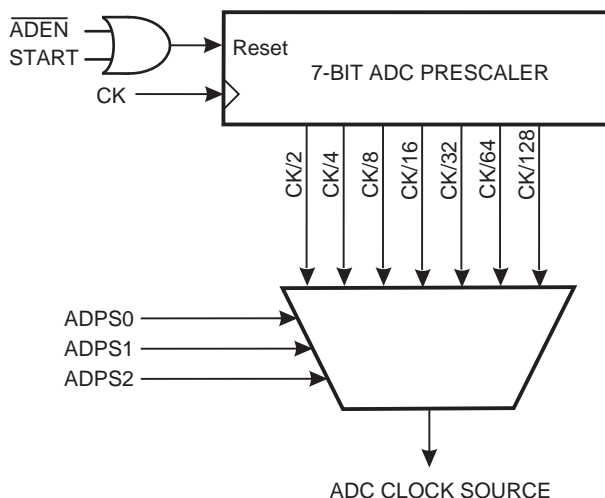 ADEN
START
Reset
7-BIT ADC PRESCALER
CK
CK/2
CK/4
CK/8
CK/16
CK/32
CK/64
CK/128
ADPS0
ADPS1
ADPS2
ADC CLOCK SOURCE